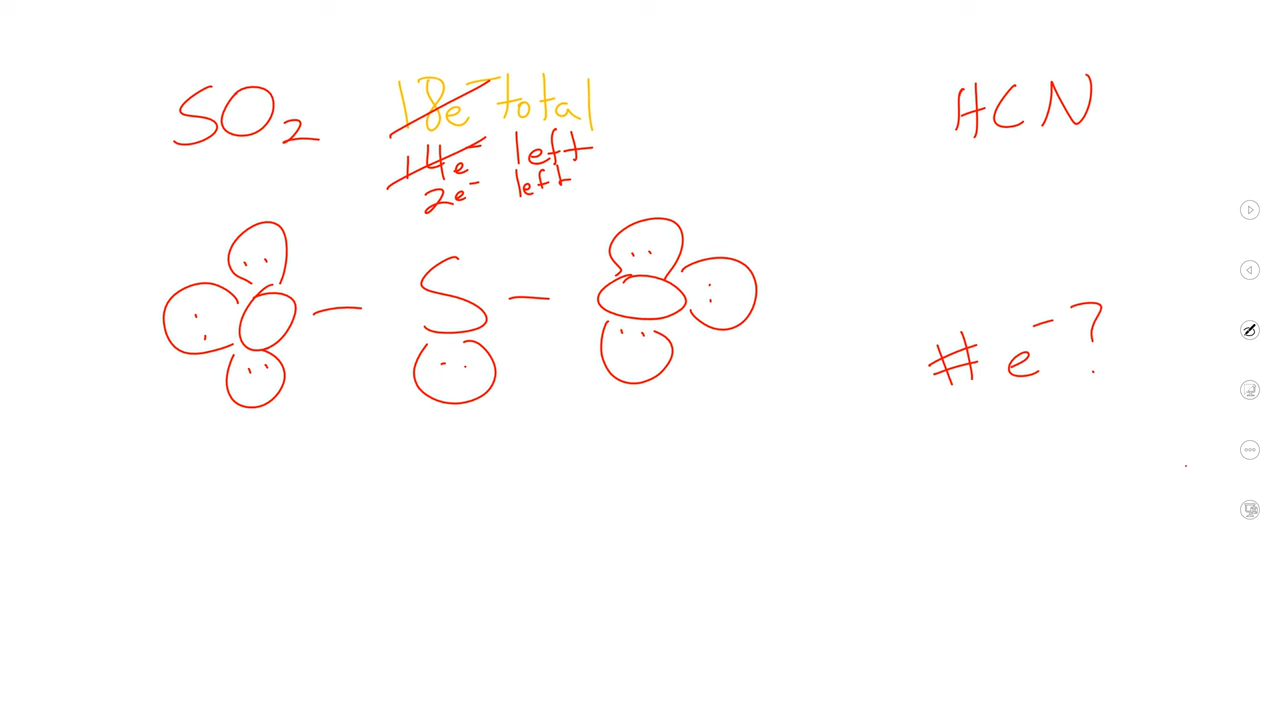 SO₂ 18e⁻ total HCN
14e⁻ left
2e⁻ left
O - S - O
# e⁻?